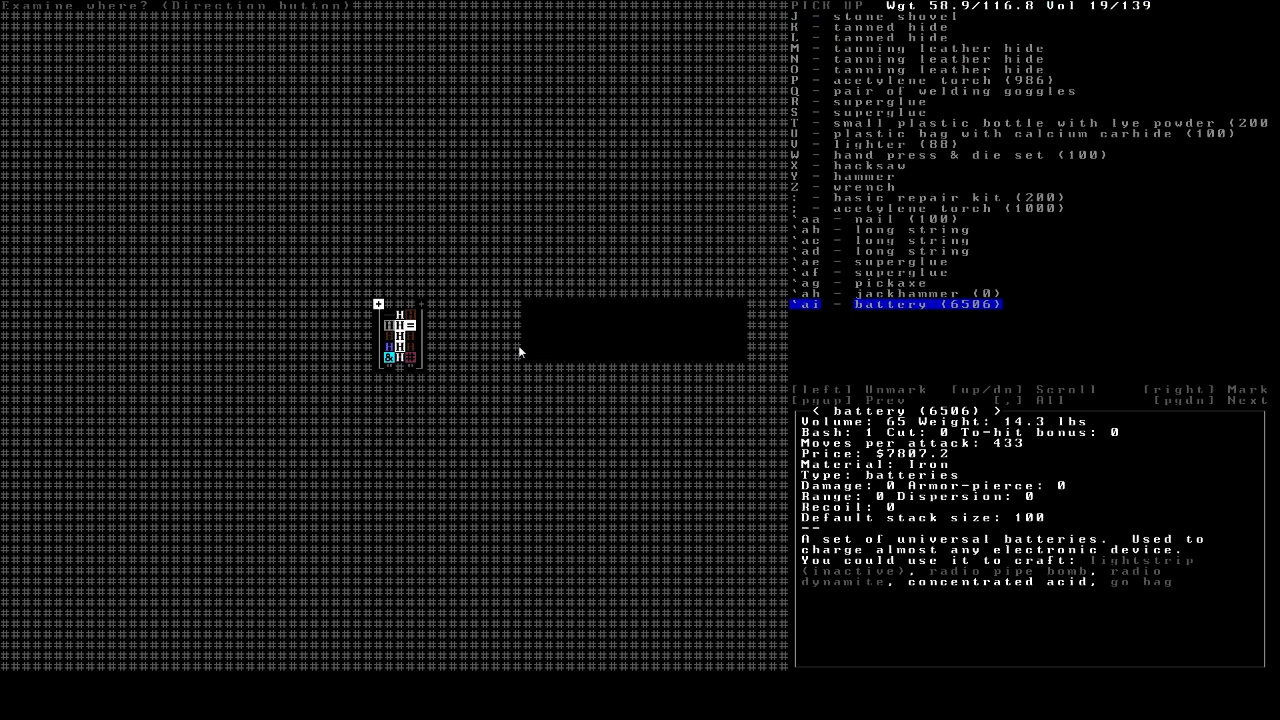 Examine where? (Direction button)
PICK UP Wgt 58.9/116.8 Vol 19/139
J - stone shovel
K - tanned hide
L - tanned hide
M - tanning leather hide
N - tanning leather hide
O - tanning leather hide
P - acetylene torch (986)
Q - pair of welding goggles
R - superglue
S - superglue
T - small plastic bottle with lye powder (200
U - plastic bag with calcium carbide (100)
V - lighter (88)
W - hand press & die set (100)
X - hacksaw
Y - hammer
Z - wrench
: - basic repair kit (200)
; - acetylene torch (1000)
`aa - nail (100)
`ab - long string
`ac - long string
`ad - long string
`ae - superglue
`af - superglue
`ag - pickaxe
`ah - jackhammer (0)
`ai - battery (6506)
[left] Unmark [up/dn] Scroll [right] Mark
[pgup] Prev [,] All [pgdn] Next
< battery (6506) >
Volume: 65 Weight: 14.3 lbs
Bash: 1 Cut: 0 To-hit bonus: 0
Moves per attack: 433
Price: $7807.2
Material: Iron
Type: batteries
Damage: 0 Armor-pierce: 0
Range: 0 Dispersion: 0
Recoil: 0
Default stack size: 100
--
A set of universal batteries. Used to
charge almost any electronic device.
You could use it to craft: lightstrip
(inactive), radio pipe bomb, radio
dynamite, concentrated acid, go bag